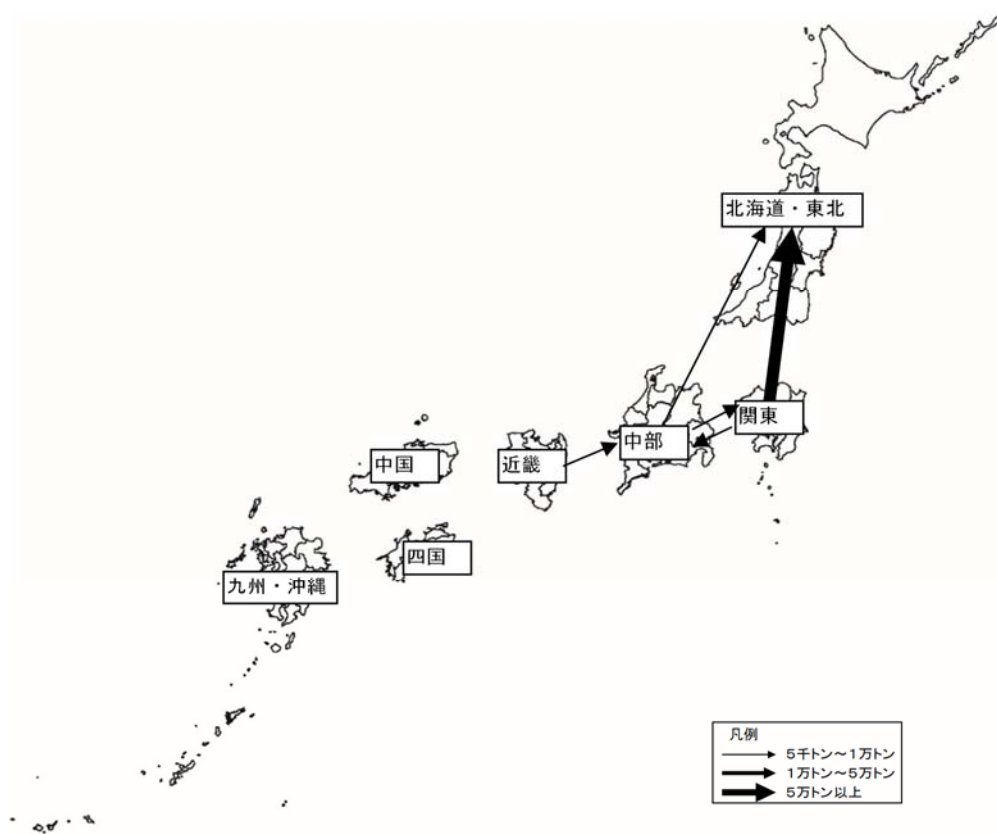 北海道・東北
関東
中部
近畿
中国
四国
九州・沖縄
凡例
5千トン～1万トン
1万トン～5万トン
5万トン以上